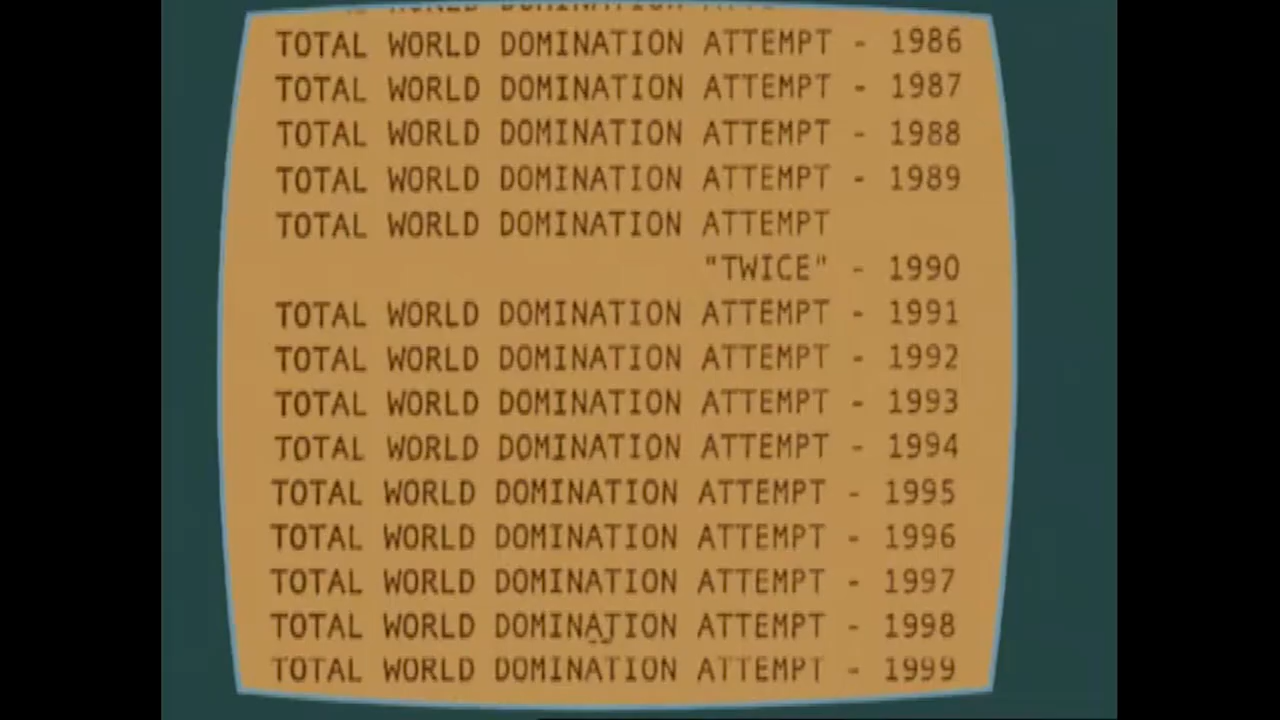 WORLD DOMINATION
TOTAL WORLD DOMINATION ATTEMPT - 1986
TOTAL WORLD DOMINATION ATTEMPT - 1987
TOTAL WORLD DOMINATION ATTEMPT - 1988
TOTAL WORLD DOMINATION ATTEMPT - 1989
TOTAL WORLD DOMINATION ATTEMPT
"TWICE" - 1990
TOTAL WORLD DOMINATION ATTEMPT - 1991
TOTAL WORLD DOMINATION ATTEMPT - 1992
TOTAL WORLD DOMINATION ATTEMPT - 1993
TOTAL WORLD DOMINATION ATTEMPT - 1994
TOTAL WORLD DOMINATION ATTEMPT - 1995
TOTAL WORLD DOMINATION ATTEMPT - 1996
TOTAL WORLD DOMINATION ATTEMPT - 1997
TOTAL WORLD DOMINATION ATTEMPT - 1998
TOTAL WORLD DOMINATION ATTEMPT - 1999